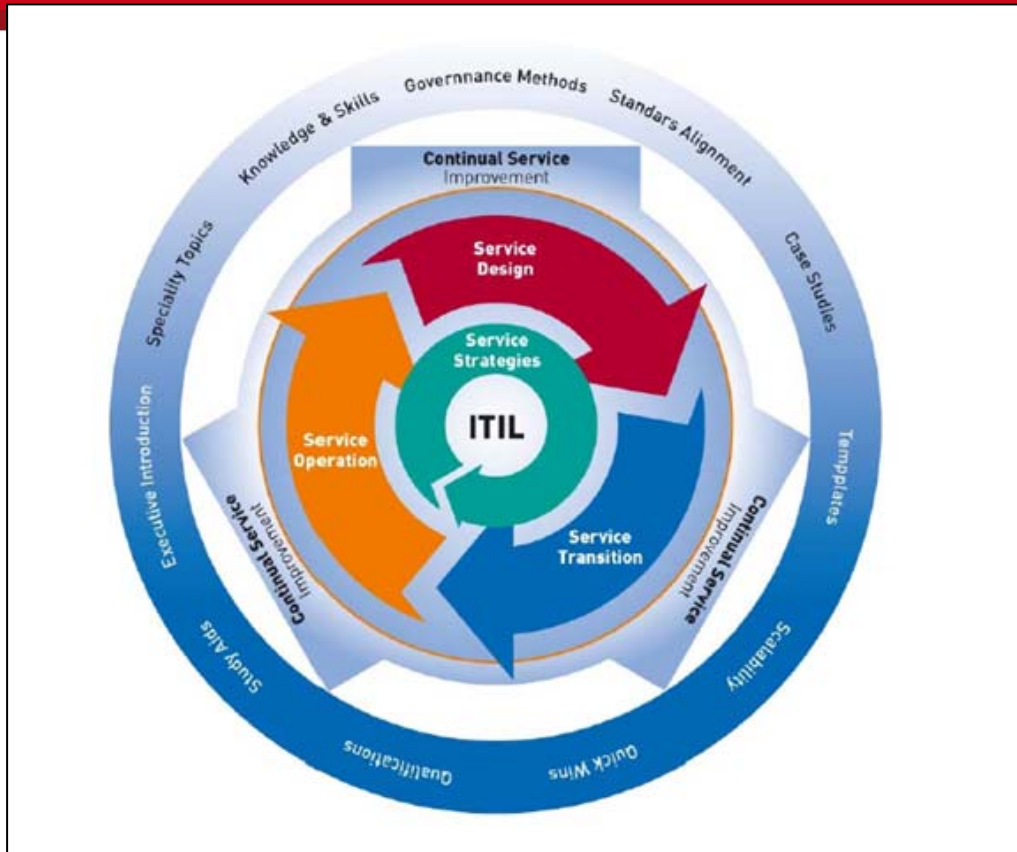 Governnance Methods
Standars Alignment
Case Studies
Templates
Scalability
Quick Wins
Qualifications
Study Aids
Executive Introduction
Speciality Topics
Knowledge & Skills
Continual Service
Improvement
Service
Design
Service
Strategies
ITIL
Service
Operation
Service
Transition
Continual Service
Improvement
Continual Service
Improvement